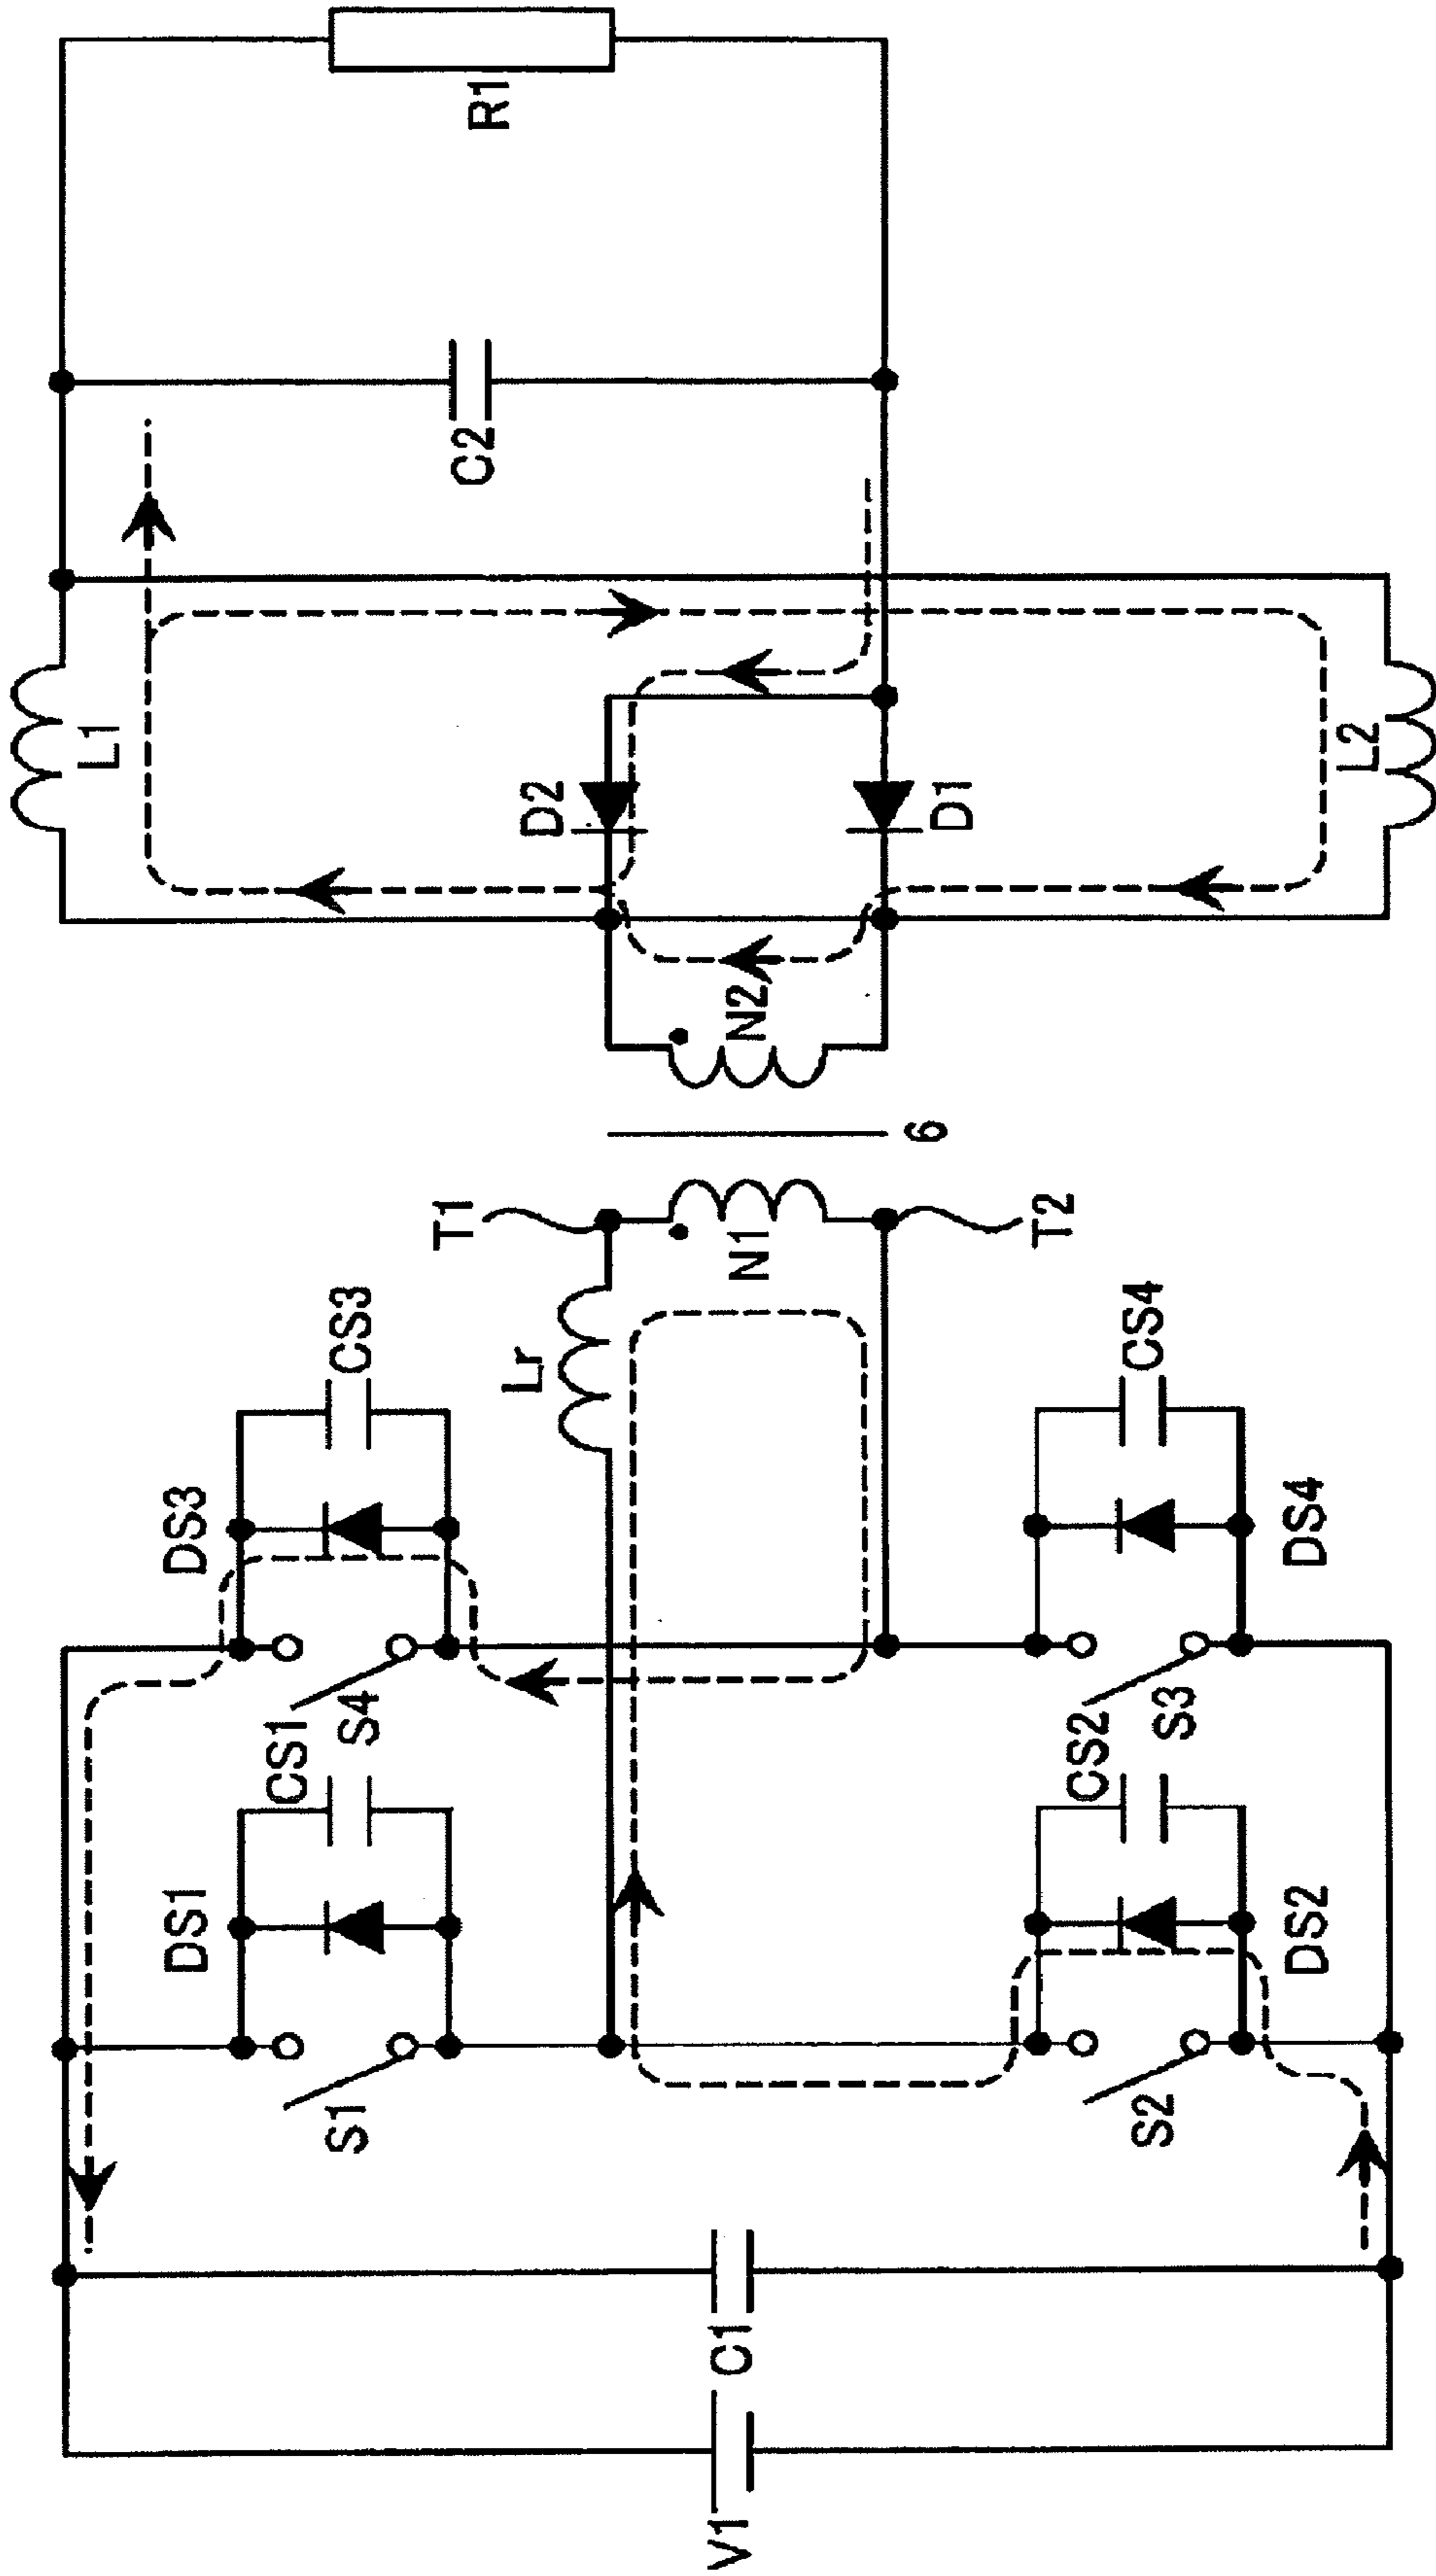 R1
C2
L1
D2
D1
L2
N2
6
T1
N1
T2
Lr
CS3
DS3
CS4
DS4
S4
S3
CS1
DS1
CS2
DS2
S1
S2
C1
V1